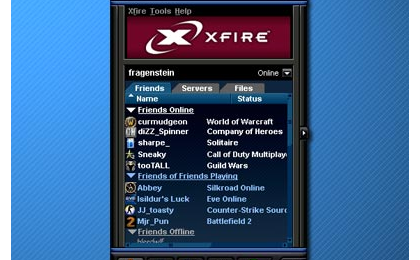 Xfire Tools Help
XFIRE
fragenstein Online
Friends Servers Files
Name Status
Friends Online
curmudgeon World of Warcraft
diZZ_Spinner Company of Heroes
sharpe_ Solitaire
Sneaky Call of Duty Multiplaye
tooTALL Guild Wars
Friends of Friends Playing
Abbey Silkroad Online
Isildur's Luck Eve Online
JJ_toasty Counter-Strike Sourc
Mjr_Pun Battlefield 2
Friends Offline